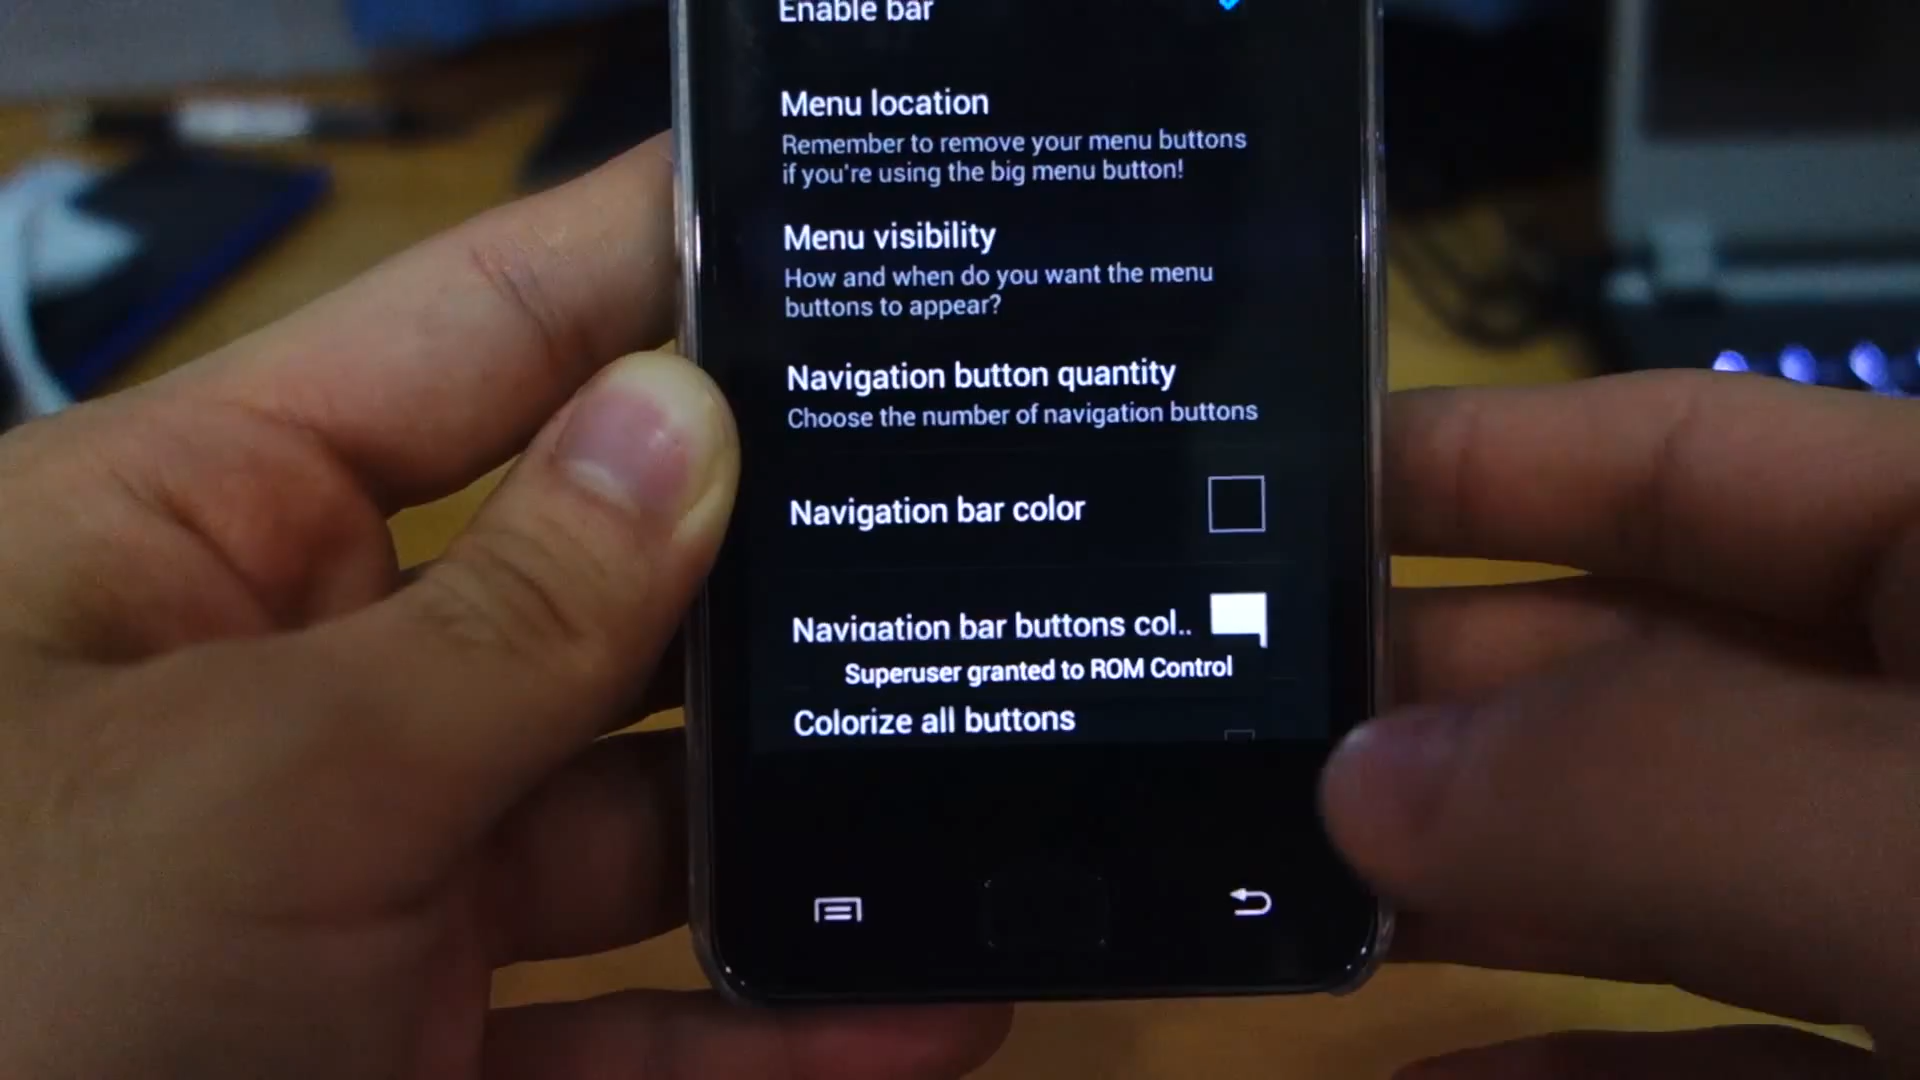 Enable bar
Menu location
Remember to remove your menu buttons
if you're using the big menu button!
Menu visibility
How and when do you want the menu
buttons to appear?
Navigation button quantity
Choose the number of navigation buttons
Navigation bar color
Navigation bar buttons col..
Superuser granted to ROM Control
Colorize all buttons